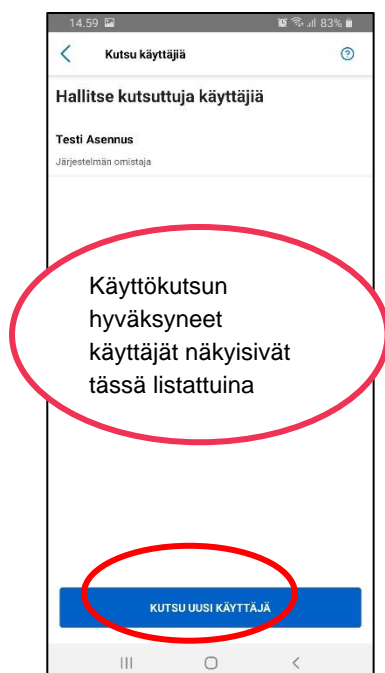 14.59 83%
Kutsu käyttäjiä
Hallitse kutsuttuja käyttäjiä
Testi Asennus
Järjestelmän omistaja
Käyttökutsun
hyväksyneet
käyttäjät näkyisivät
tässä listattuina
KUTSU UUSI KÄYTTÄJÄ